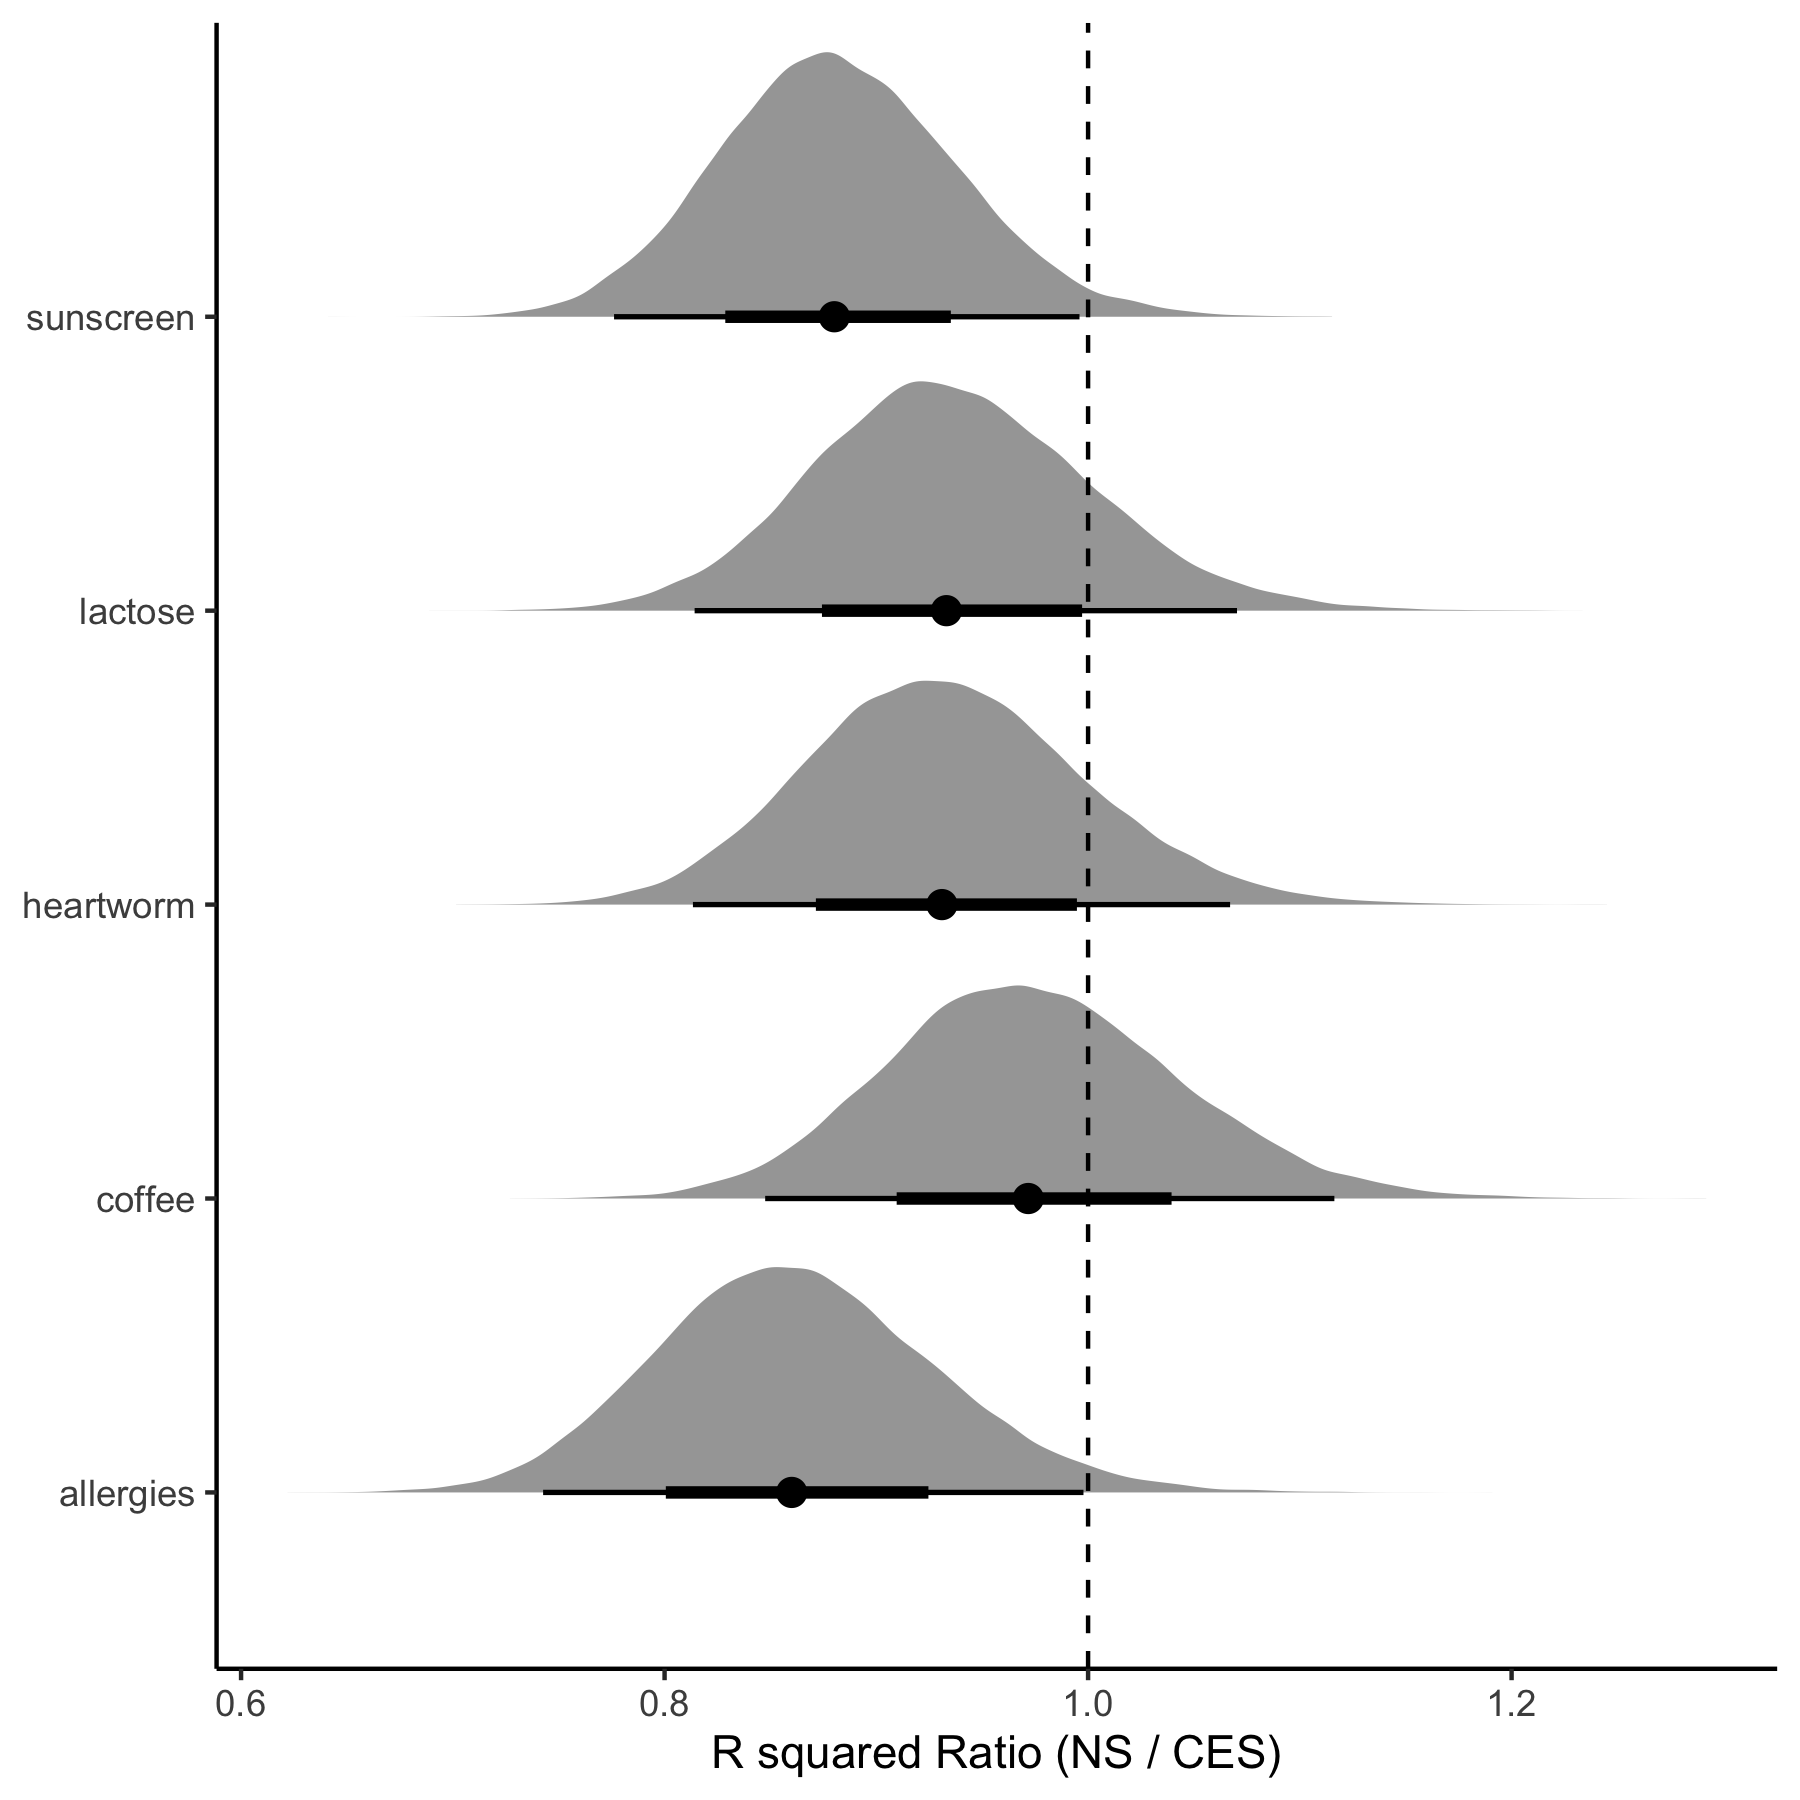 sunscreen
lactose
heartworm
coffee
allergies
0.6 0.8 1.0 1.2
R squared Ratio (NS / CES)